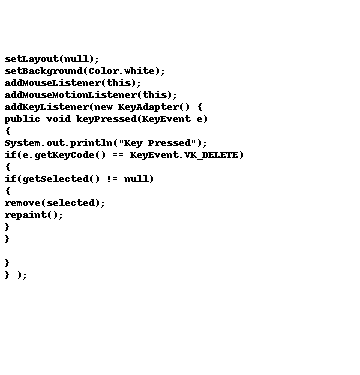 setLayout(null);
setBackground(Color.white);
addMouseListener(this);
addMouseMotionListener(this);
addKeyListener(new KeyAdapter() {
public void keyPressed(KeyEvent e)
{
System.out.println("Key Pressed");
if(e.getKeyCode() == KeyEvent.VK_DELETE)
{
if(getSelected() != null)
{
remove(selected);
repaint();
}
}
}
} );